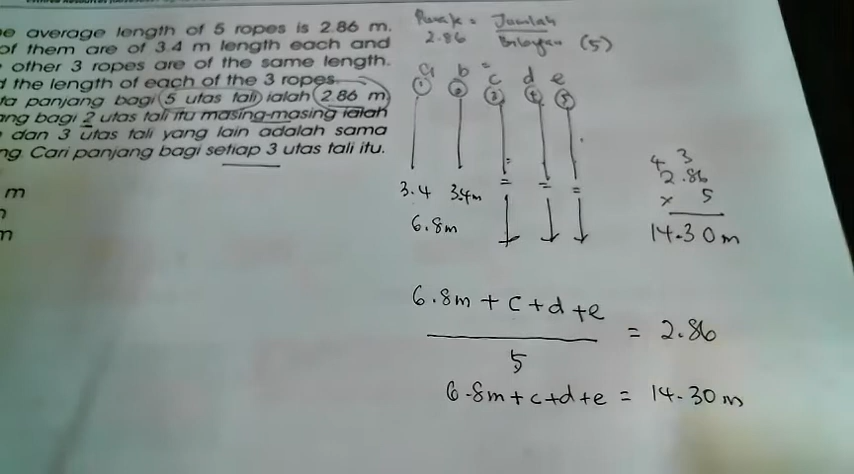 e average length of 5 ropes is 2.86 m.
of them are of 3.4 m length each and
other 3 ropes are of the same length.
d the length of each of the 3 ropes.
ta panjang bagi 5 utas tali ialah 2.86 m
ang bagi 2 utas tali itu masing-masing ialah
dan 3 utas tali yang lain adalah sama
ng Cari panjang bagi setiap 3 utas tali itu.
m
m
= Jumlah
2.86 Bilangan (5)
a b c d e
1 2 3 4 5
= = =
3.4 3.4m
6.8m
4 3
2.86
x 5
14.30m
6.8m + c + d + e
= 2.86
5
6.8m + c + d + e = 14.30 m